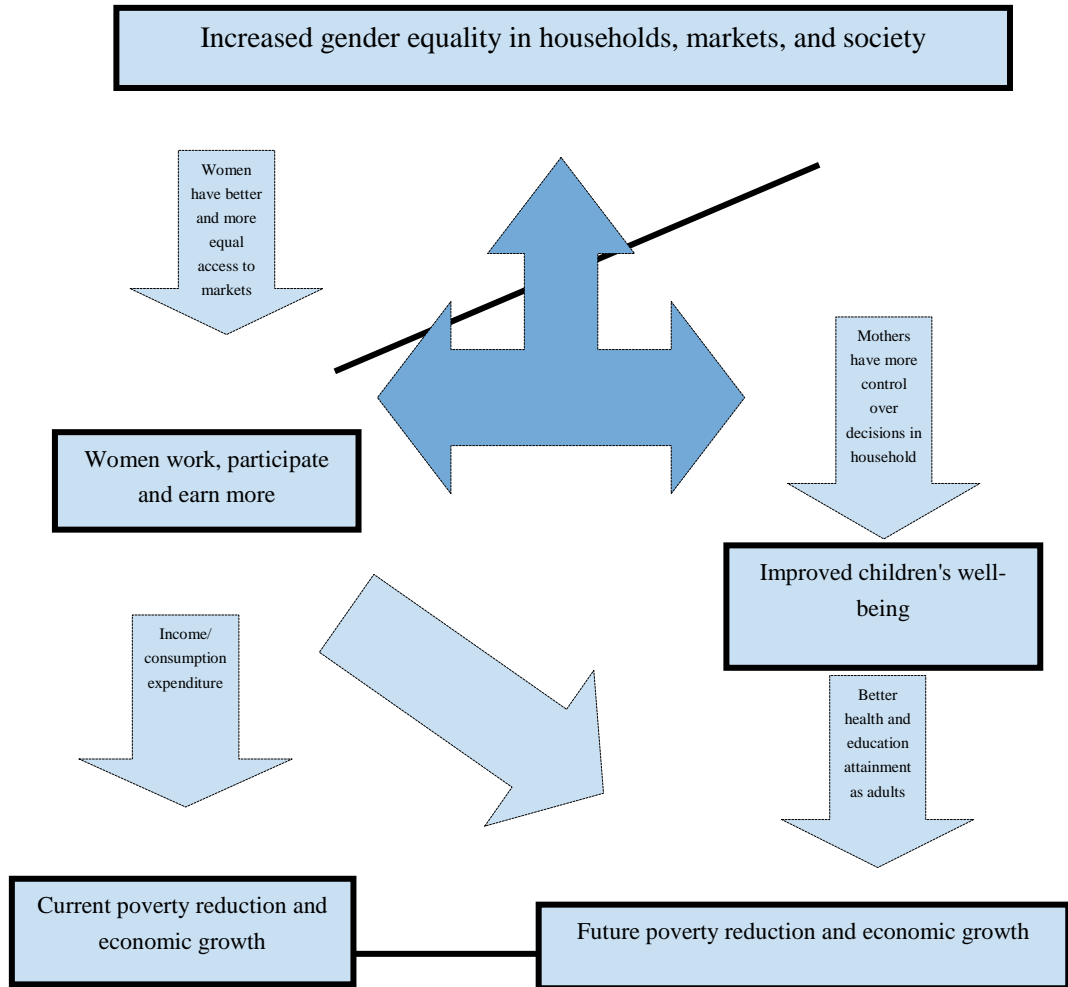 Increased gender equality in households, markets, and society
Women
have better
and more
equal
access to
markets
Mothers
have more
control
over
decisions in
household
Women work, participate
and earn more
Improved children's well-
being
Income/
consumption
expenditure
Better
health and
education
attainment
as adults
Current poverty reduction and
economic growth
Future poverty reduction and economic growth